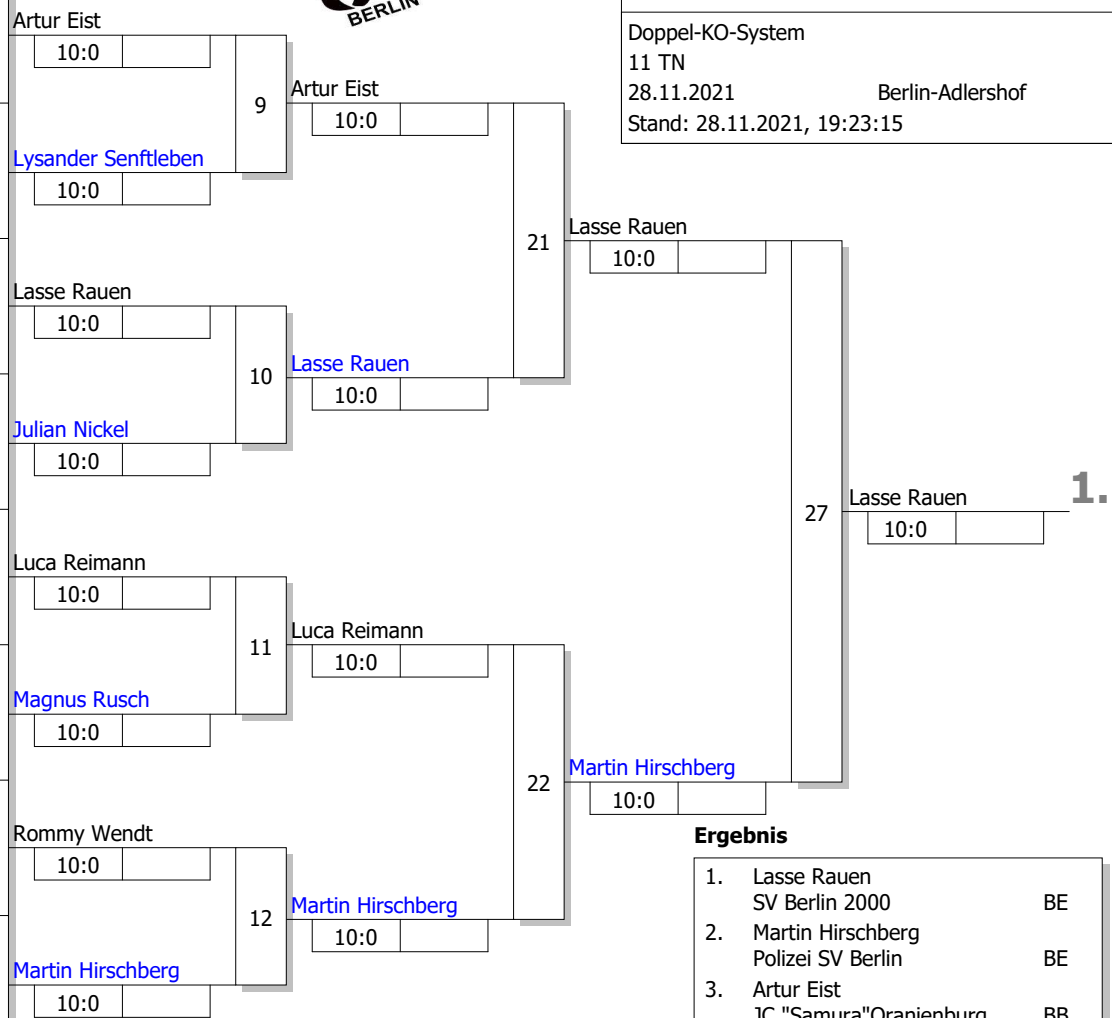 BERLIN
Doppel-KO-System
11 TN
28.11.2021 Berlin-Adlershof
Stand: 28.11.2021, 19:23:15
Artur Eist
10:0
9
Artur Eist
10:0
Lysander Senftleben
10:0
21
Lasse Rauen
10:0
Lasse Rauen
10:0
10
Lasse Rauen
10:0
Julian Nickel
10:0
27
Lasse Rauen
1.
10:0
Luca Reimann
10:0
11
Luca Reimann
10:0
Magnus Rusch
10:0
22
Martin Hirschberg
10:0
Rommy Wendt
10:0
12
Martin Hirschberg
10:0
Martin Hirschberg
10:0
Ergebnis
1. Lasse Rauen
SV Berlin 2000 BE
2. Martin Hirschberg
Polizei SV Berlin BE
3. Artur Eist
JC "Samura"Oranienburg BB